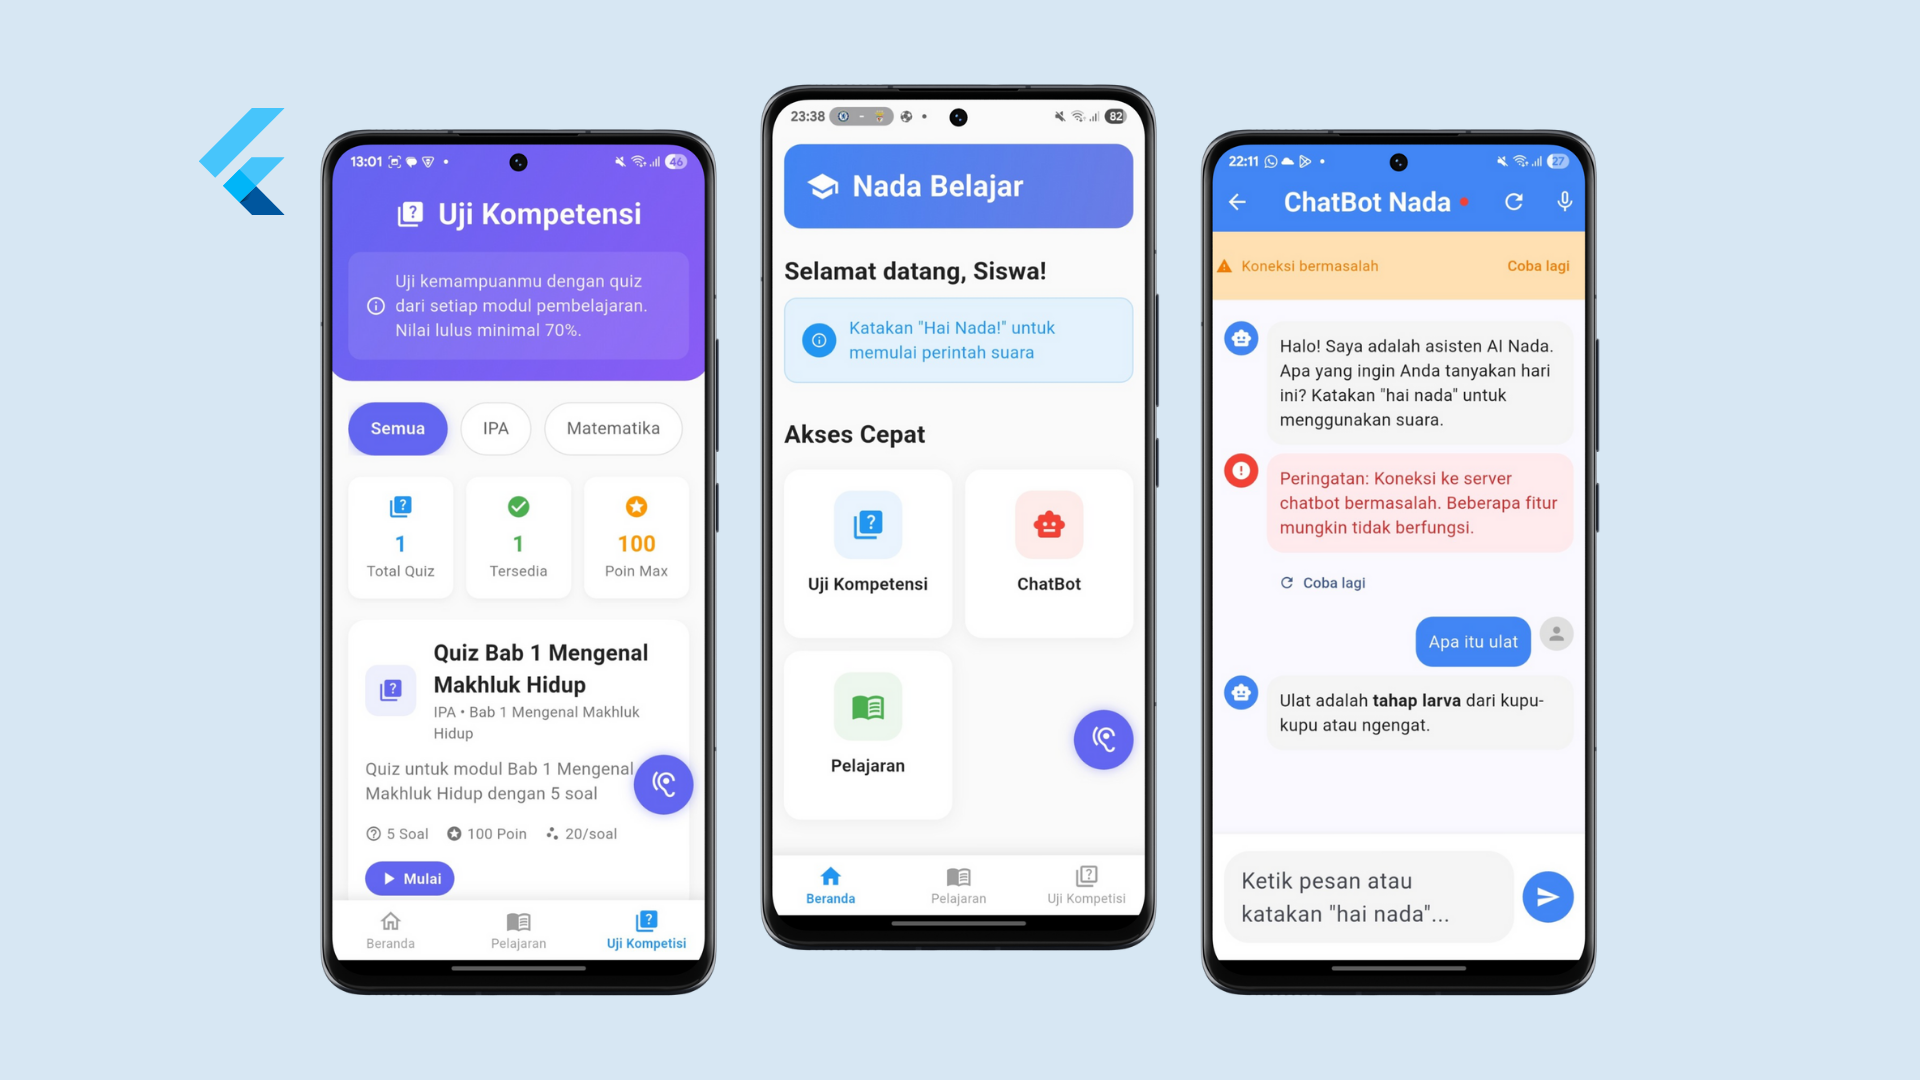 13:01
46
Uji Kompetensi
Uji kemampuanmu dengan quiz
dari setiap modul pembelajaran.
Nilai lulus minimal 70%.
Semua
IPA
Matematika
1
Total Quiz
1
Tersedia
100
Poin Max
Quiz Bab 1 Mengenal
Makhluk Hidup
IPA • Bab 1 Mengenal Makhluk
Hidup
Quiz untuk modul Bab 1 Mengenal
Makhluk Hidup dengan 5 soal
5 Soal
100 Poin
20/soal
Mulai
Beranda
Pelajaran
Uji Kompetisi
23:38
82
Nada Belajar
Selamat datang, Siswa!
Katakan "Hai Nada!" untuk
memulai perintah suara
Akses Cepat
Uji Kompetensi
ChatBot
Pelajaran
Beranda
Pelajaran
Uji Kompetisi
22:11
27
ChatBot Nada
Koneksi bermasalah
Coba lagi
Halo! Saya adalah asisten AI Nada.
Apa yang ingin Anda tanyakan hari
ini? Katakan "hai nada" untuk
menggunakan suara.
Peringatan: Koneksi ke server
chatbot bermasalah. Beberapa fitur
mungkin tidak berfungsi.
Coba lagi
Apa itu ulat
Ulat adalah tahap larva dari kupu-
kupu atau ngengat.
Ketik pesan atau
katakan "hai nada"...